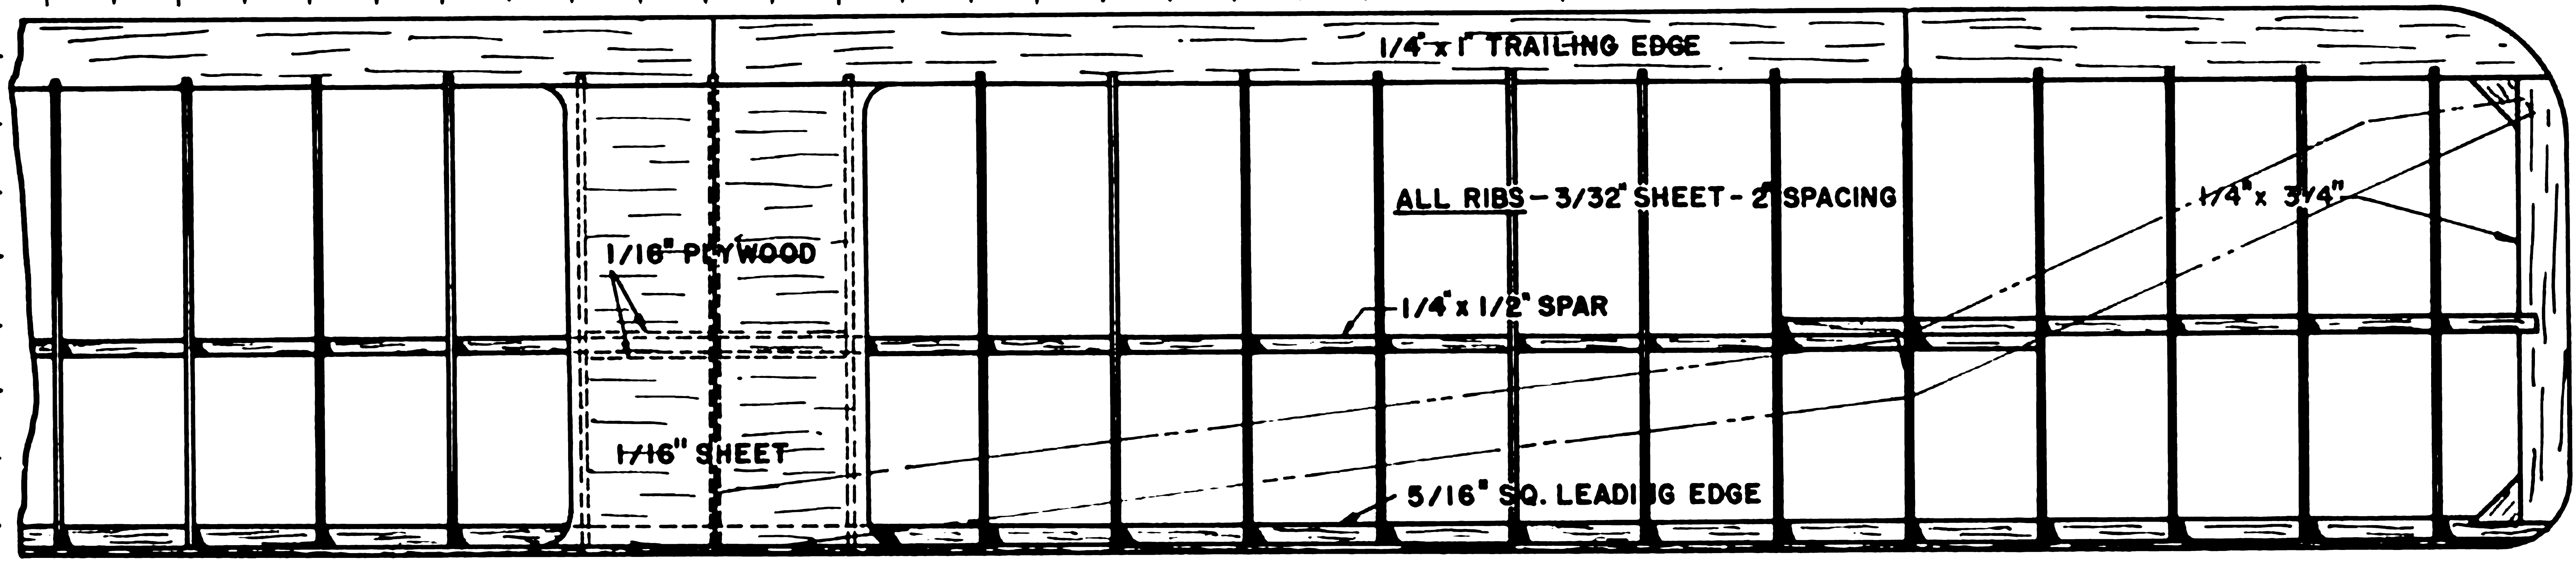 1/4" x 1" TRAILING EDGE
ALL RIBS - 3/32" SHEET - 2" SPACING
1/4" x 3/4"
1/16" PLYWOOD
1/4" x 1/2" SPAR
1/16" SHEET
5/16" SQ. LEADING EDGE